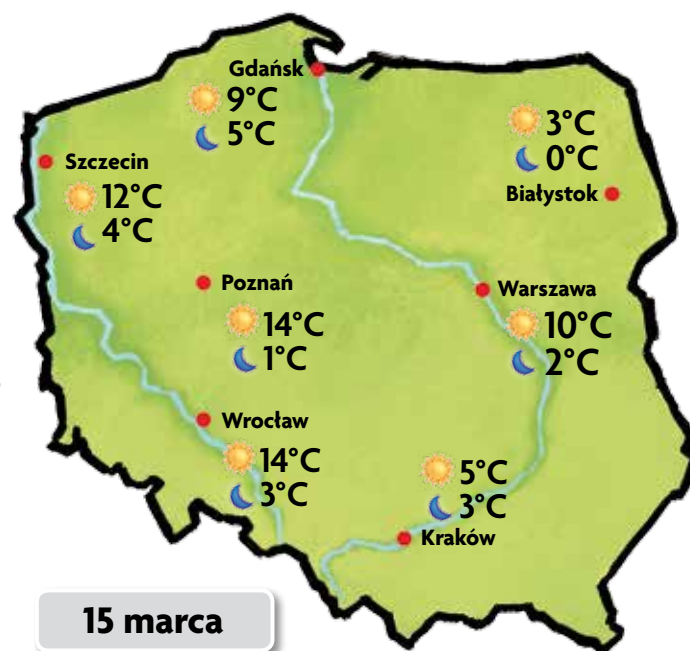 Gdańsk
9°C
5°C
3°C
0°C
Białystok
Szczecin
12°C
4°C
Poznań
14°C
1°C
Warszawa
10°C
2°C
Wrocław
14°C
3°C
5°C
3°C
Kraków
15 marca